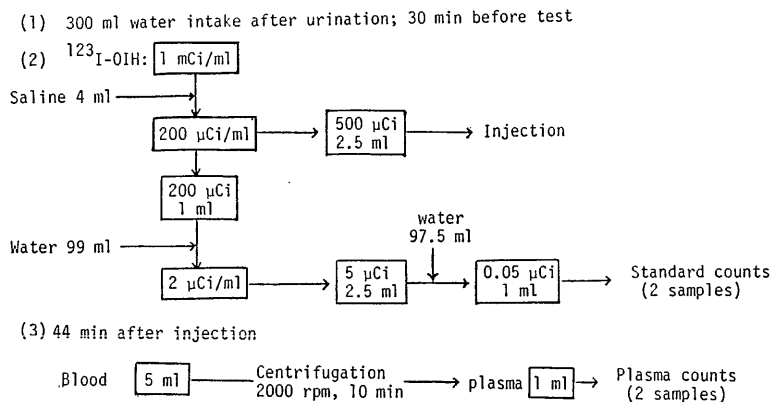 (1) 300 ml water intake after urination; 30 min before test
(2) 123I-OIH: 1 mCi/ml
Saline 4 ml
200 μCi/ml
500 μCi
2.5 ml
Injection
200 μCi
1 ml
Water 99 ml
water
97.5 ml
2 μCi/ml
5 μCi
2.5 ml
0.05 μCi
1 ml
Standard counts
(2 samples)
(3) 44 min after injection
Blood 5 ml
Centrifugation
2000 rpm, 10 min
plasma 1 ml
Plasma counts
(2 samples)